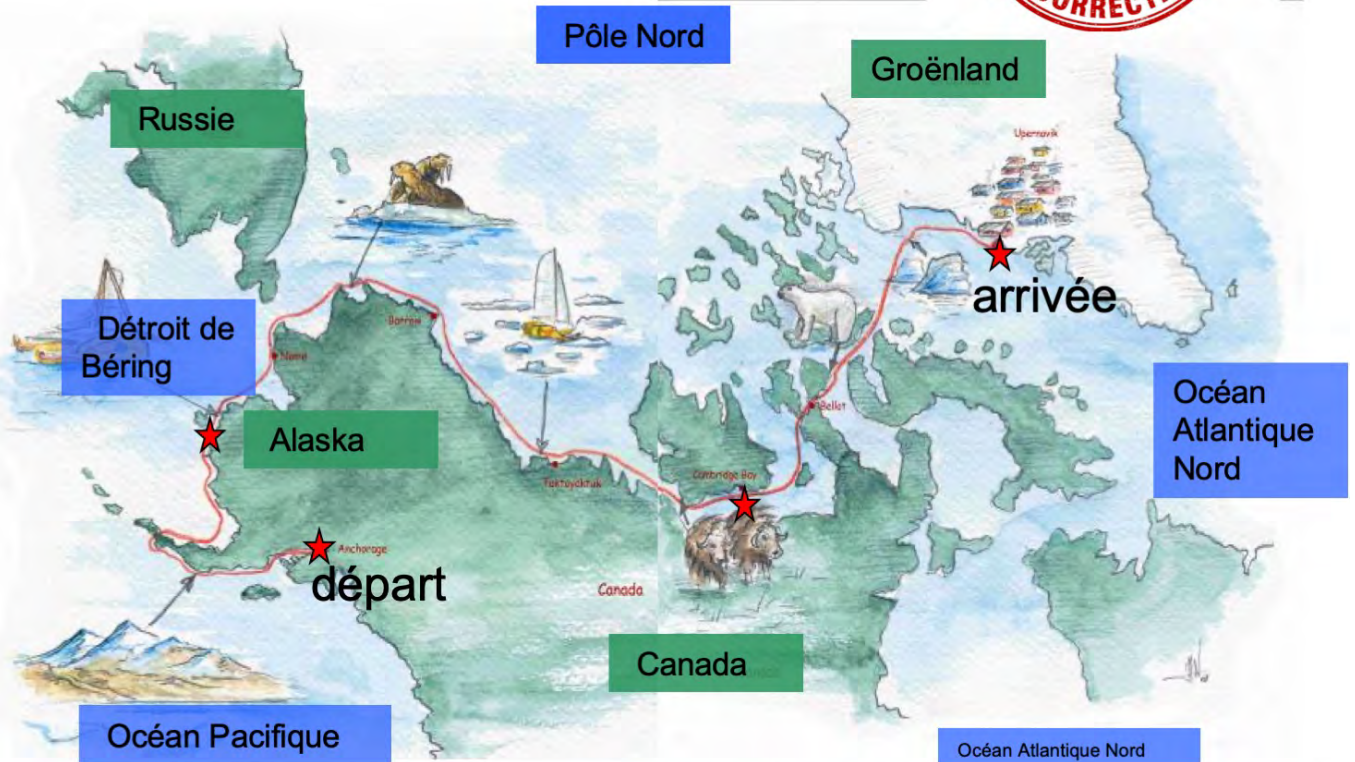 Pôle Nord
Groënland
Russie
Upernavik
arrivée
Détroit de
Béring
Barrow
Nome
Océan
Atlantique
Nord
Bellot
Alaska
Cambridge Bay
Taktoyaktuk
Anchorage
départ
Canada
Canada
Océan Pacifique
Océan Atlantique Nord